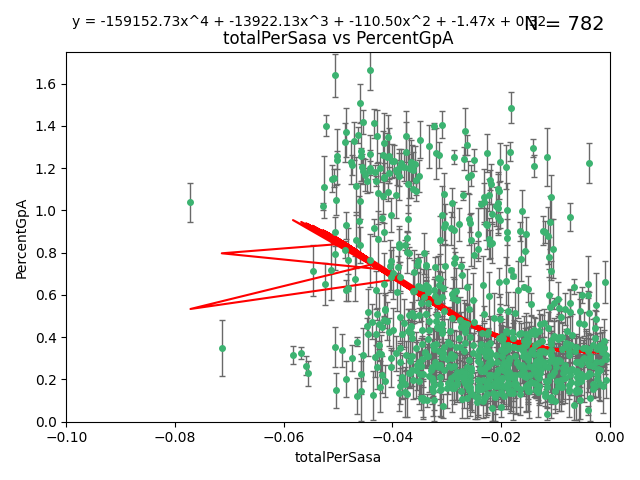 y = -159152.73x^4 + -13922.13x^3 + -110.50x^2 + -1.47x + 0.32
N = 782
totalPerSasa vs PercentGpA
1.6
1.4
1.2
1.0
0.8
0.6
0.4
0.2
0.0
PercentGpA
−0.10 −0.08 −0.06 −0.04 −0.02 0.00
totalPerSasa